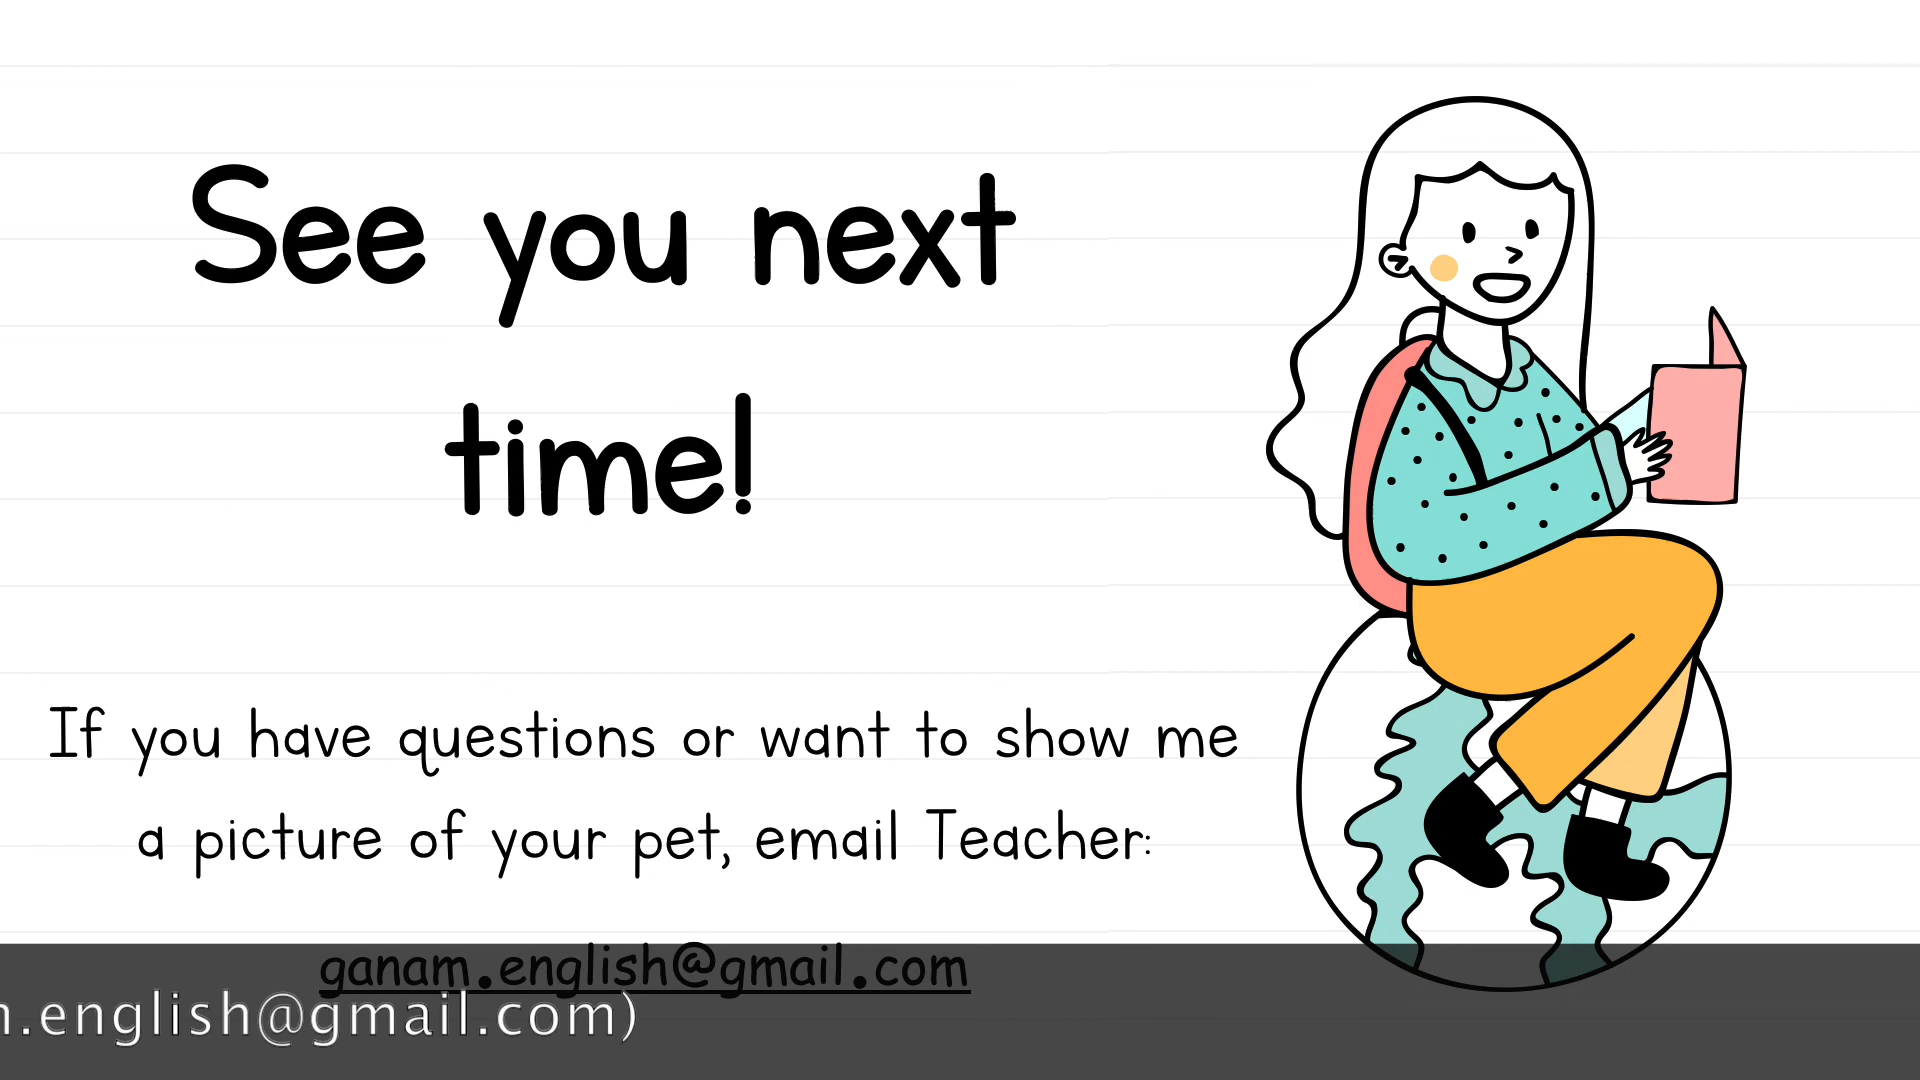 See you next
time!
If you have questions or want to show me
a picture of your pet, email Teacher:
ganam.english@gmail.com
.english@gmail.com)